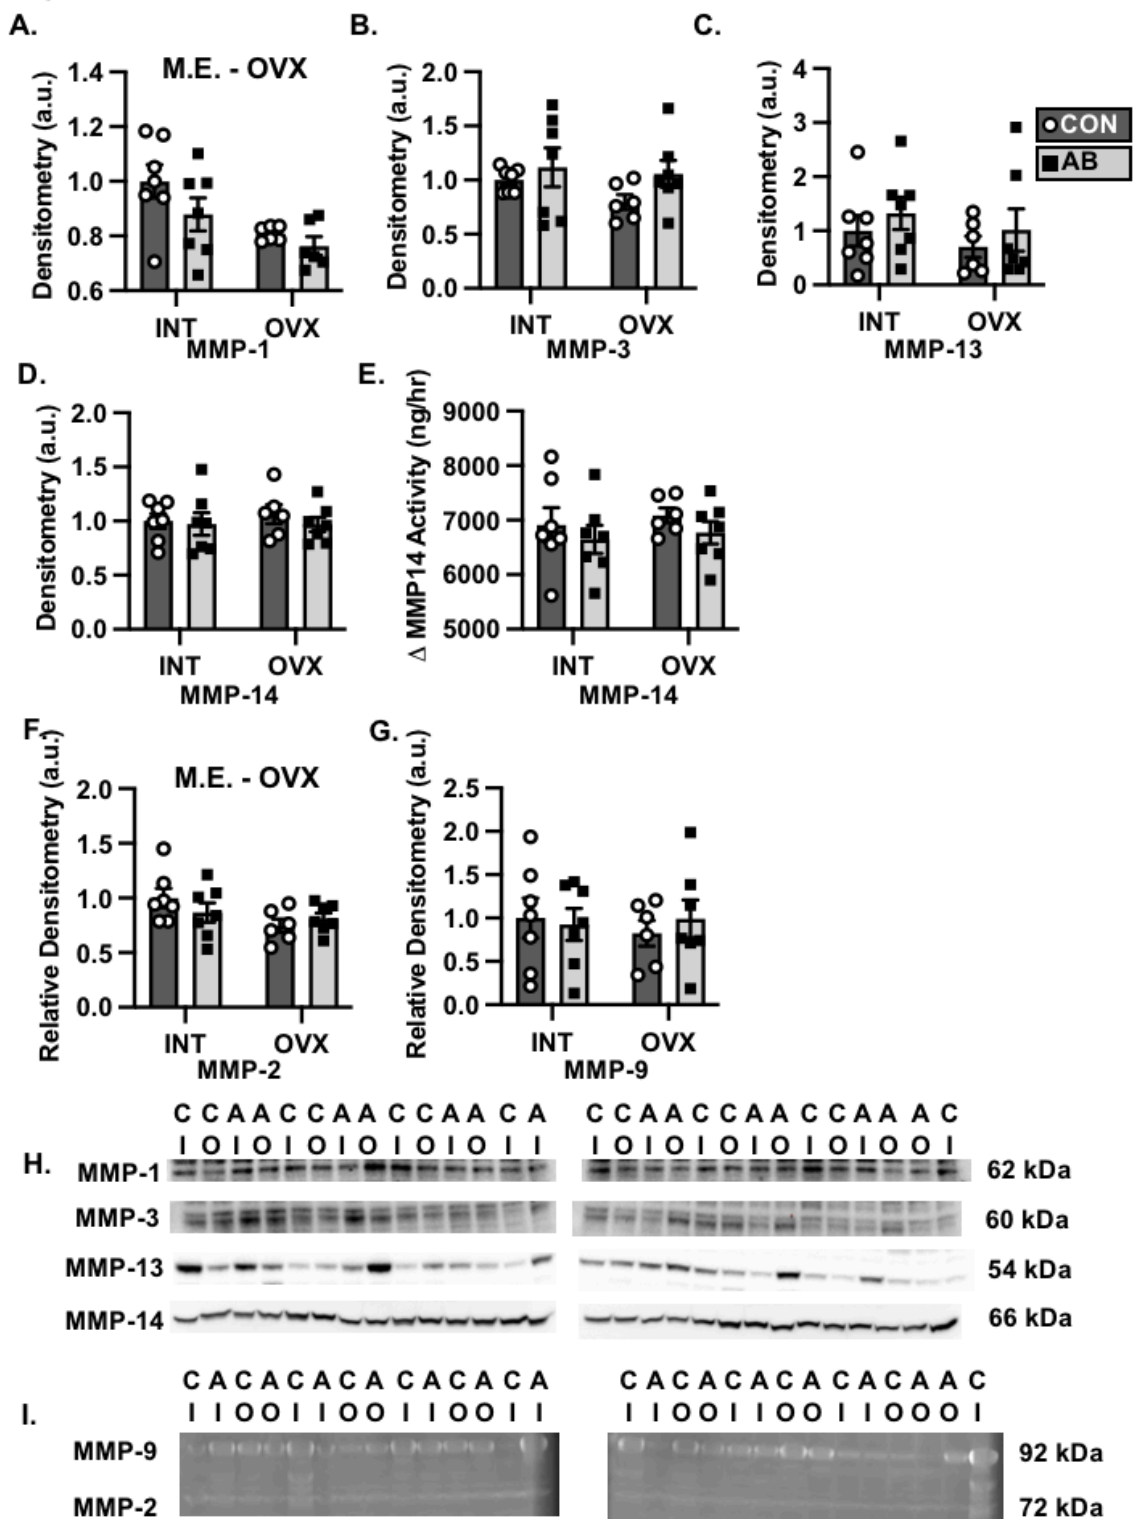 A.
B.
C.
Densitometry (a.u.)
1.4
1.2
1.0
0.8
0.6
M.E. - OVX
INT OVX
MMP-1
Densitometry (a.u.)
2.0
1.5
1.0
0.5
0.0
INT OVX
MMP-3
Densitometry (a.u.)
4
3
2
1
0
INT OVX
MMP-13
CON
AB
D.
E.
Densitometry (a.u.)
2.0
1.5
1.0
0.5
0.0
INT OVX
MMP-14
Δ MMP14 Activity (ng/hr)
9000
8000
7000
6000
5000
INT OVX
MMP-14
F.
G.
Relative Densitometry (a.u.)
2.0
1.5
1.0
0.5
0.0
M.E. - OVX
INT OVX
MMP-2
Relative Densitometry (a.u.)
2.5
2.0
1.5
1.0
0.5
0.0
INT OVX
MMP-9
C C A A C C A A C C A A C A
I O I O I O I O I O I O I I
C C A A C C A A C C A A A C
I O I O I O I O I O I O O I
H.
MMP-1 62 kDa
MMP-3 60 kDa
MMP-13 54 kDa
MMP-14 66 kDa
C A C A C A C A C A C A C A
I I O O I I O O I I O O I I
C A C A C A C A C A C A A C
I I O O I I O O I I O O O I
I.
MMP-9 92 kDa
MMP-2 72 kDa